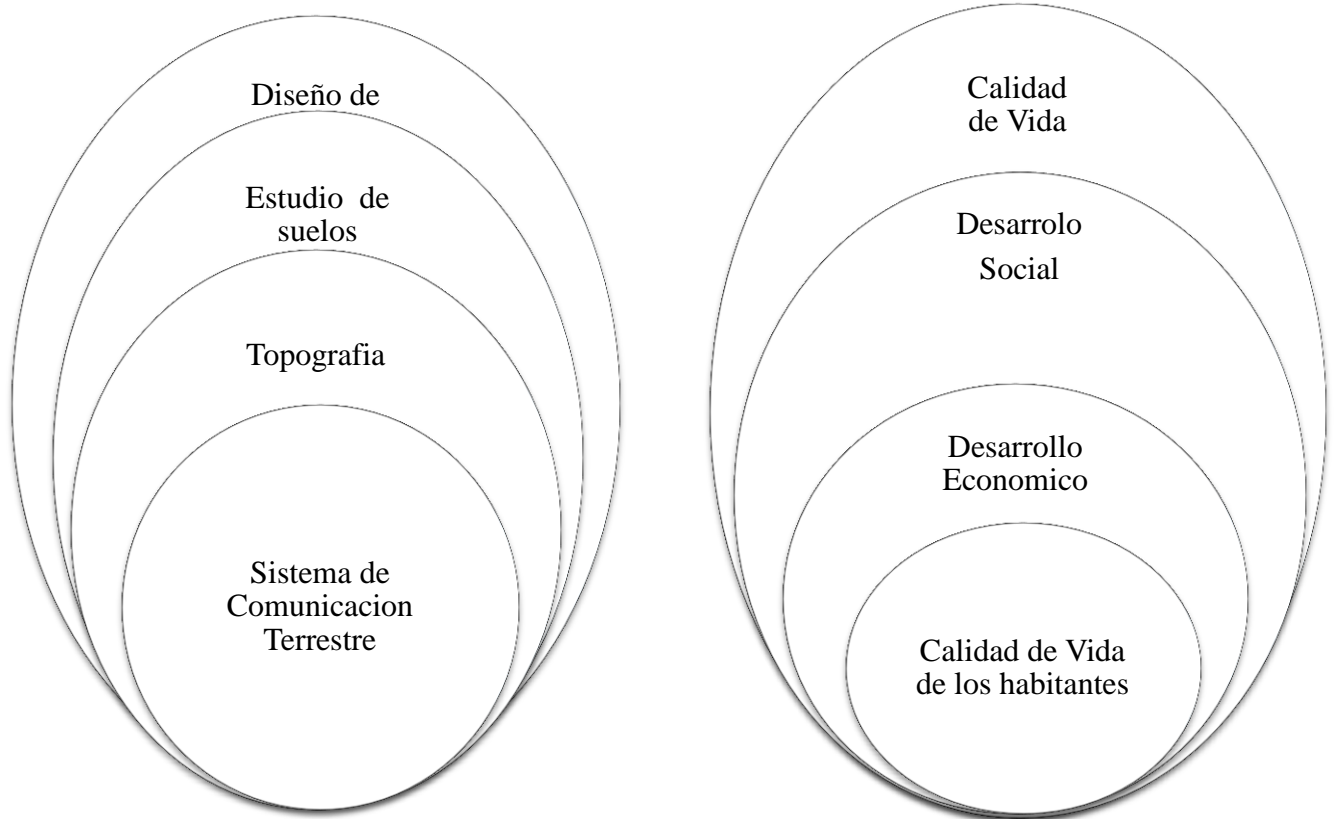 Diseño de
Estudio de
suelos
Topografia
Sistema de
Comunicacion
Terrestre
Calidad
de Vida
Desarrolo
Social
Desarrollo
Economico
Calidad de Vida
de los habitantes